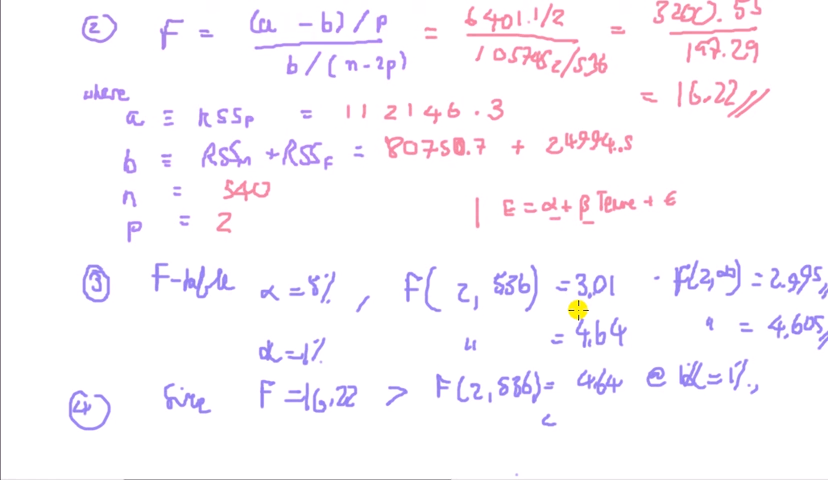 ② F = (a - b)/p / b/(n-2p) = 6401.1/2 / 105745.2/536 = 3200.55 / 197.29
= 16.22//
where
a ≡ RSSp = 112146.3
b ≡ RSSm + RSSF = 80750.7 + 24994.5
n = 540
p = 2
| E = α + β Tenure + ε
③ F-table α = 5%, F(2, 536) = 3.01 - F(2, ∞) = 2.995//
α = 1% " = 4.64 " = 4.605//
④ Since F = 16.22 > F(2, 536) = 4.64 @ α = 1%,
c